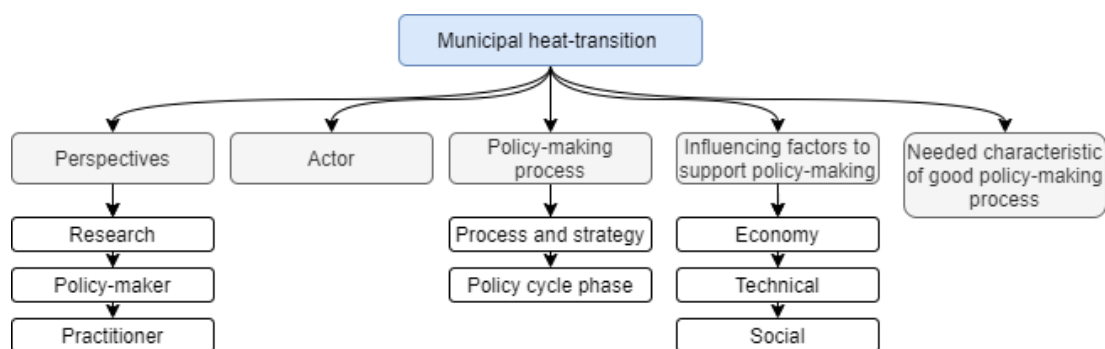 Municipal heat-transition
Perspectives
Actor
Policy-making
process
Influencing factors to
support policy-making
Needed characteristic
of good policy-making
process
Research
Process and strategy
Economy
Policy-maker
Policy cycle phase
Technical
Practitioner
Social